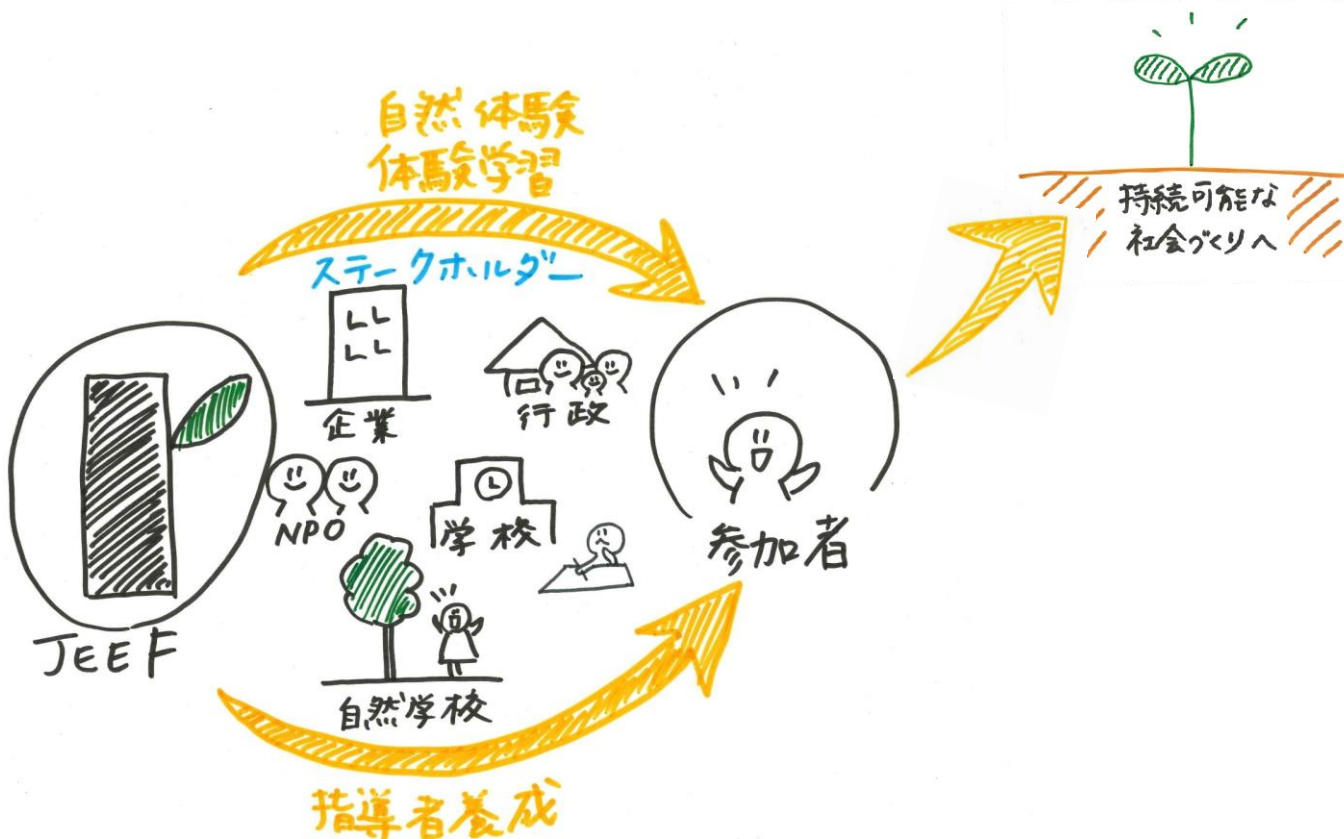 自然体験
体験学習
ステークホルダー
企業
行政
NPO
学校
自然学校
JEEF
参加者
指導者養成
持続可能な
社会づくりへ